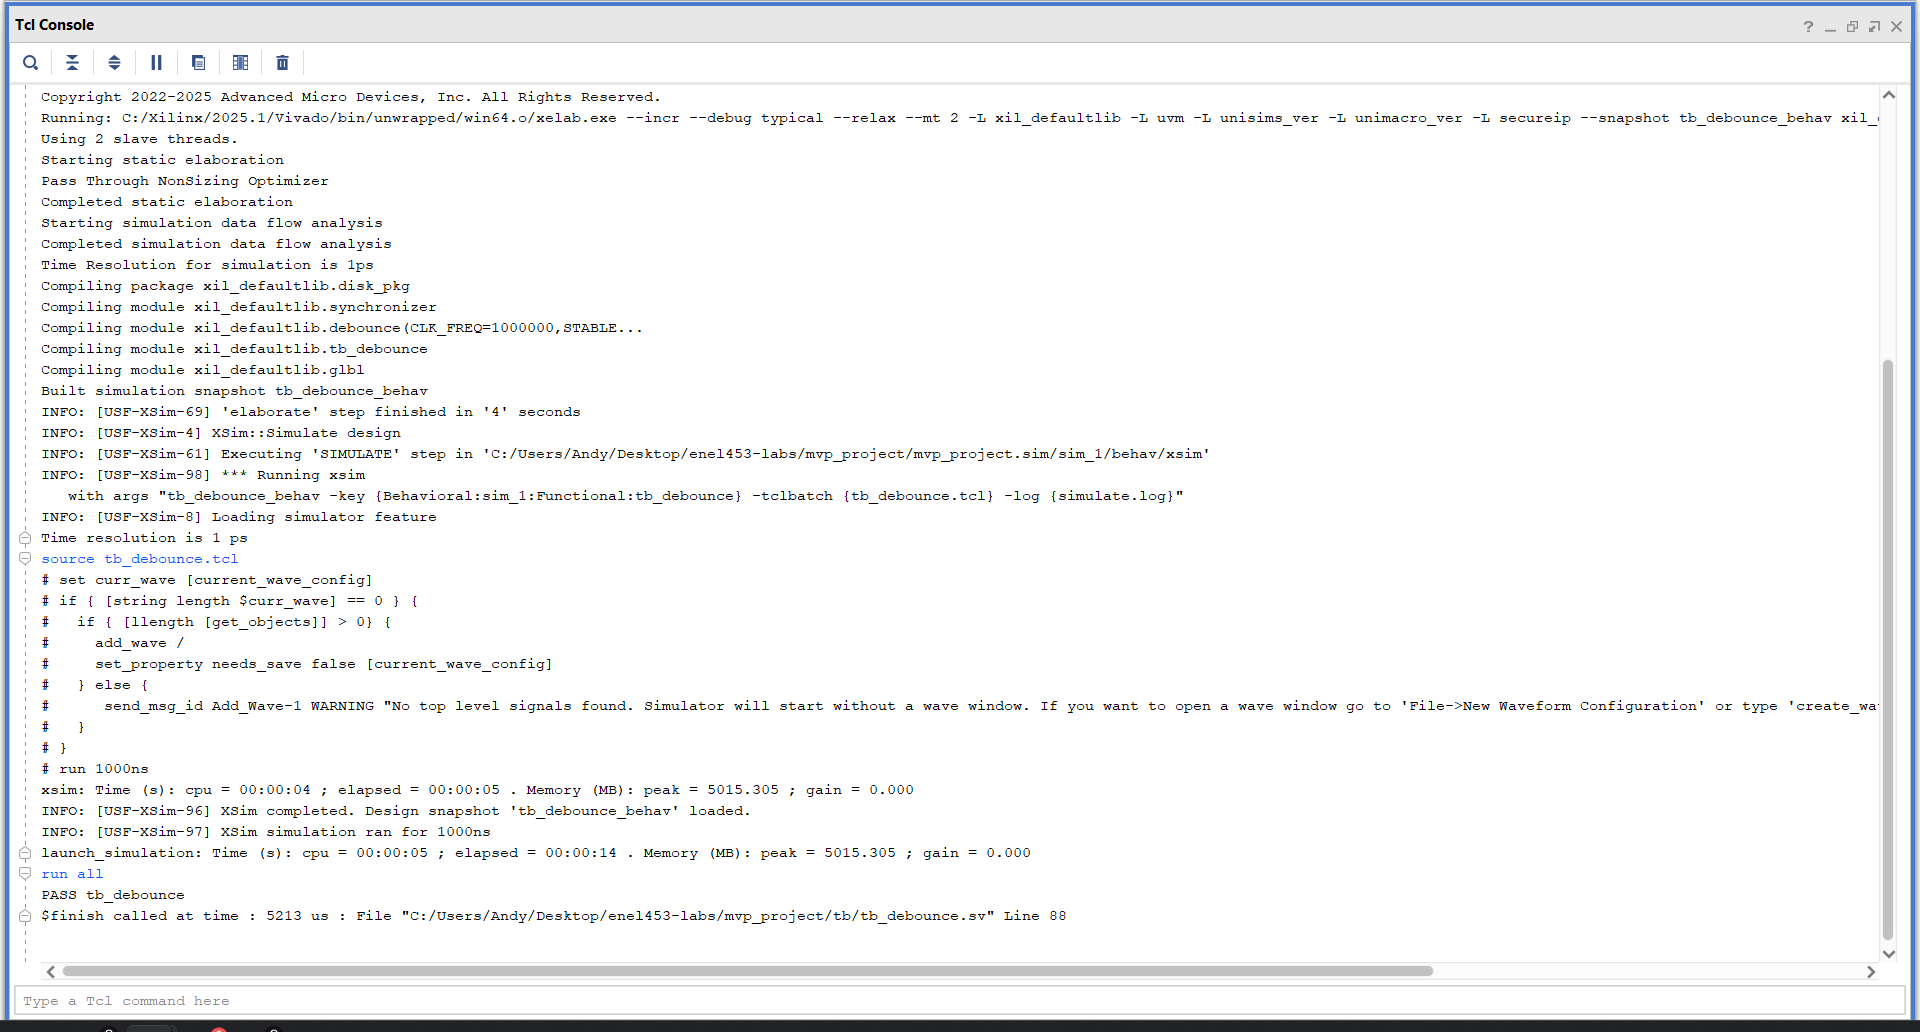 Tcl Console
Copyright 2022-2025 Advanced Micro Devices, Inc. All Rights Reserved.
Running: C:/Xilinx/2025.1/Vivado/bin/unwrapped/win64.o/xelab.exe --incr --debug typical --relax --mt 2 -L xil_defaultlib -L uvm -L unisims_ver -L unimacro_ver -L secureip --snapshot tb_debounce_behav xil_
Using 2 slave threads.
Starting static elaboration
Pass Through NonSizing Optimizer
Completed static elaboration
Starting simulation data flow analysis
Completed simulation data flow analysis
Time Resolution for simulation is 1ps
Compiling package xil_defaultlib.disk_pkg
Compiling module xil_defaultlib.synchronizer
Compiling module xil_defaultlib.debounce(CLK_FREQ=1000000,STABLE...
Compiling module xil_defaultlib.tb_debounce
Compiling module xil_defaultlib.glbl
Built simulation snapshot tb_debounce_behav
INFO: [USF-XSim-69] 'elaborate' step finished in '4' seconds
INFO: [USF-XSim-4] XSim::Simulate design
INFO: [USF-XSim-61] Executing 'SIMULATE' step in 'C:/Users/Andy/Desktop/enel453-labs/mvp_project/mvp_project.sim/sim_1/behav/xsim'
INFO: [USF-XSim-98] *** Running xsim
   with args "tb_debounce_behav -key {Behavioral:sim_1:Functional:tb_debounce} -tclbatch {tb_debounce.tcl} -log {simulate.log}"
INFO: [USF-XSim-8] Loading simulator feature
Time resolution is 1 ps
source tb_debounce.tcl
# set curr_wave [current_wave_config]
# if { [string length $curr_wave] == 0 } {
#   if { [llength [get_objects]] > 0} {
#     add_wave /
#     set_property needs_save false [current_wave_config]
#   } else {
#      send_msg_id Add_Wave-1 WARNING "No top level signals found. Simulator will start without a wave window. If you want to open a wave window go to 'File->New Waveform Configuration' or type 'create_wa
#   }
# }
# run 1000ns
xsim: Time (s): cpu = 00:00:04 ; elapsed = 00:00:05 . Memory (MB): peak = 5015.305 ; gain = 0.000
INFO: [USF-XSim-96] XSim completed. Design snapshot 'tb_debounce_behav' loaded.
INFO: [USF-XSim-97] XSim simulation ran for 1000ns
launch_simulation: Time (s): cpu = 00:00:05 ; elapsed = 00:00:14 . Memory (MB): peak = 5015.305 ; gain = 0.000
run all
PASS tb_debounce
$finish called at time : 5213 us : File "C:/Users/Andy/Desktop/enel453-labs/mvp_project/tb/tb_debounce.sv" Line 88
Type a Tcl command here